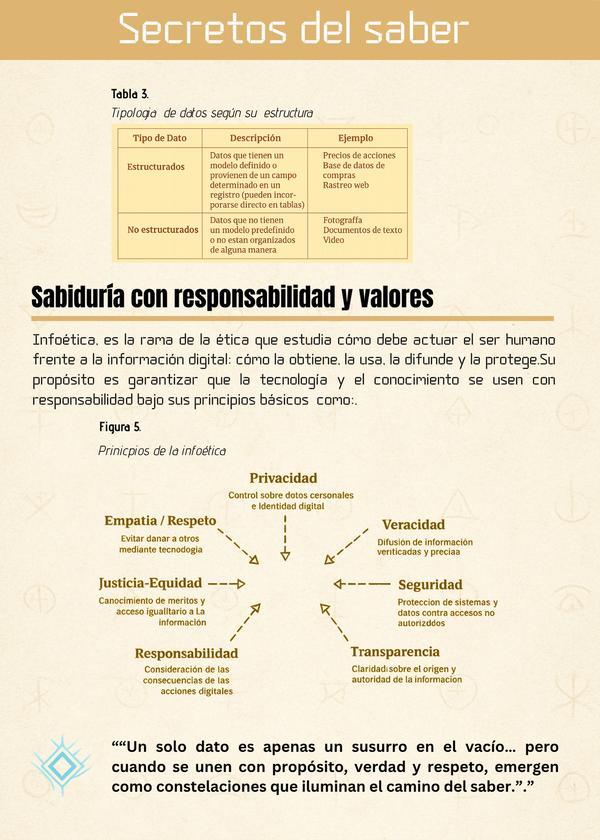 Secretos del saber
Tabla 3.
Tipologia de datos según su estructura
Tipo de Dato Descripción Ejemplo
Estructurados
Datos que tienen un
modelo definido o
provienen de un campo
determinado en un
registro (pueden incor-
porarse directo en tablas)
Precios de acciones
Base de datos de
compras
Rastreo web
No estructurados
Datos que no tienen
un modelo predefinido
o no estan organizados
de alguna manera
Fotograffa
Documentos de texto
Video
Sabiduría con responsabilidad y valores
Infoética, es la rama de la ética que estudia cómo debe actuar el ser humano
frente a la información digital: cómo la obtiene, la usa, la difunde y la protege.Su
propósito es garantizar que la tecnología y el conocimiento se usen con
responsabilidad bajo sus principios básicos como:.
Figura 5.
Prinicpios de la infoética
Privacidad
Control sobre dotos cersonales
e Identidad digital
Empatia / Respeto
Evitar danar a otros
mediante tecnodogia
Veracidad
Difusión de información
veriticadas y preciaa
Justicia-Equidad
Canocimiento de meritos y
acceso igualltario a La
información
Seguridad
Proteccion de sistemas y
datos contra accesos no
autorizddos
Responsabilidad
Consideración de las
consecuencias de las
acciones digitales
Transparencia
Claridad sobre el origen y
autoridad de la informacion
““Un solo dato es apenas un susurro en el vacío... pero
cuando se unen con propósito, verdad y respeto, emergen
como constelaciones que iluminan el camino del saber.”.”